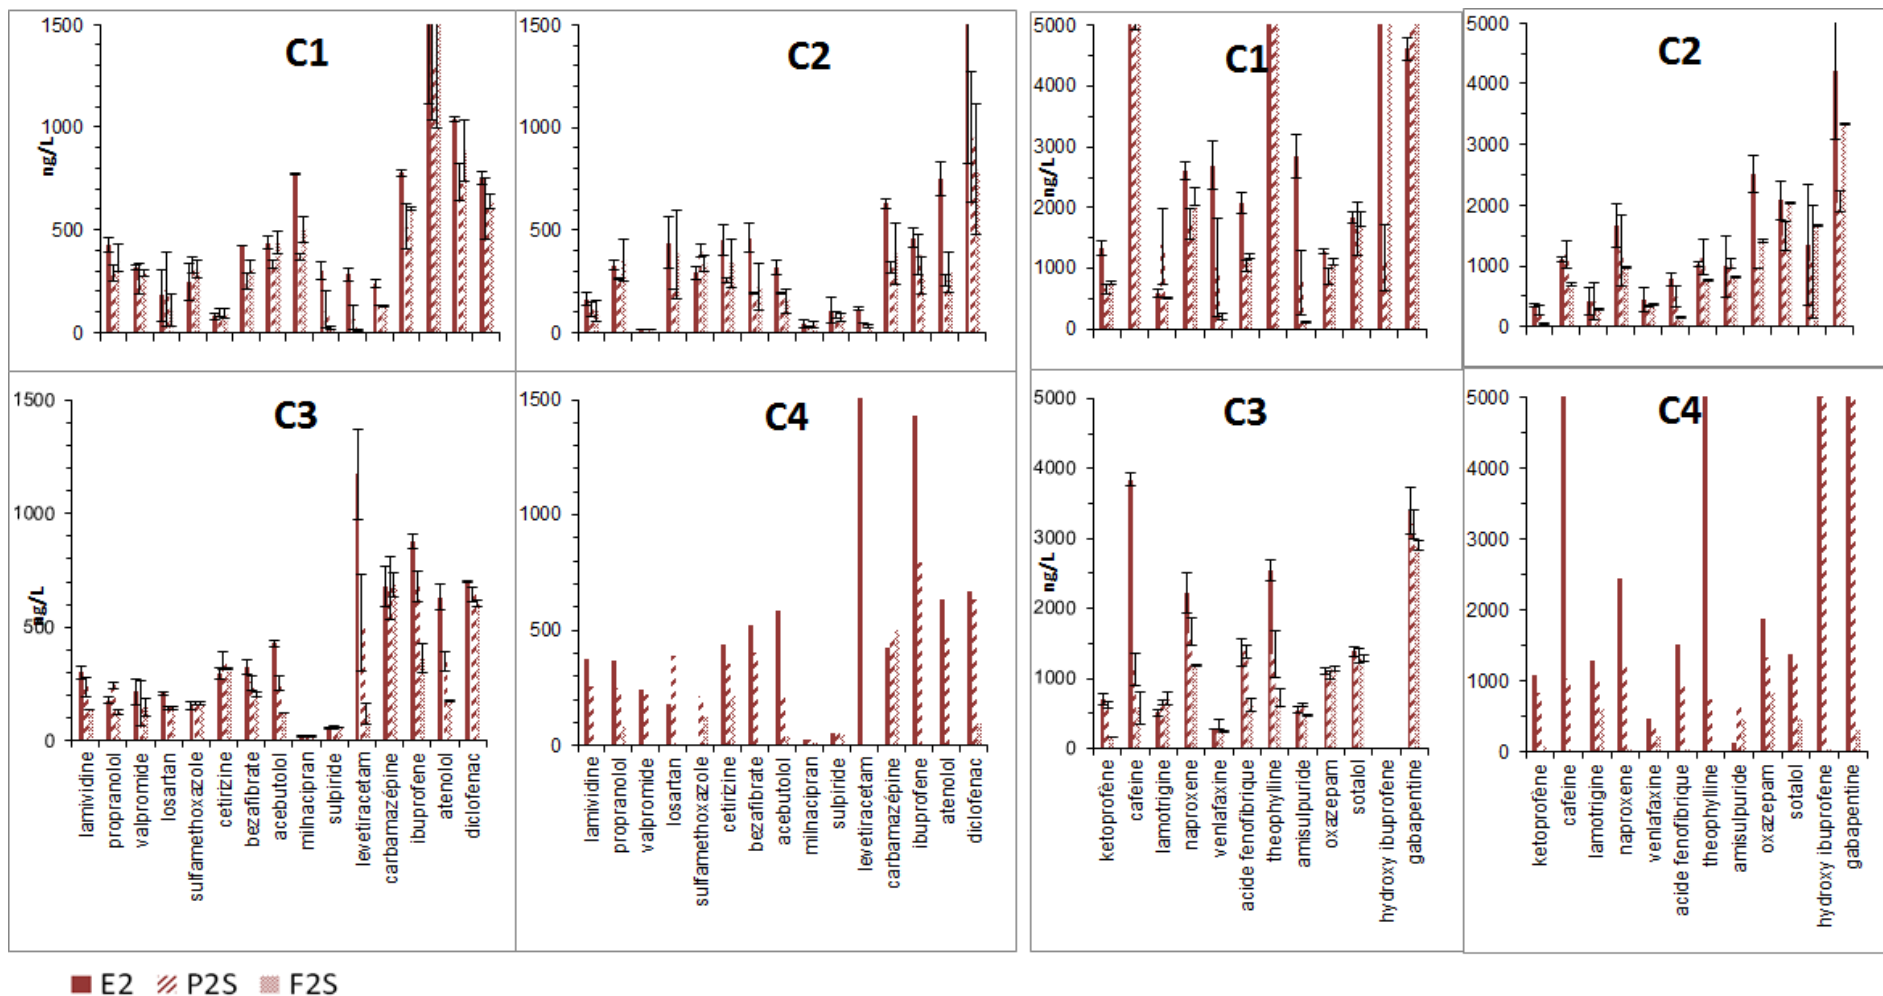 1500
1000
500
0
ng/L
C1
1500
1000
500
0
C2
5000
4000
3000
2000
1000
0
ng/L
C1
5000
4000
3000
2000
1000
0
C2
1500
1000
500
0
ng/L
C3
lamividine
propranolol
valpromide
losartan
sulfamethoxazole
cetirizine
bezafibrate
acebutolol
milnacipran
sulpiride
levetiracetam
carbamazépine
ibuprofene
atenolol
diclofenac
1500
1000
500
0
C4
lamividine
propranolol
valpromide
losartan
sulfamethoxazole
cetirizine
bezafibrate
acebutolol
milnacipran
sulpiride
levetiracetam
carbamazépine
ibuprofene
atenolol
diclofenac
5000
4000
3000
2000
1000
0
ng/L
C3
ketoprofène
cafeine
lamotrigine
naproxene
venlafaxine
acide fenofibrique
theophylline
amisulpuride
oxazepam
sotalol
hydroxy ibuprofene
gabapentine
5000
4000
3000
2000
1000
0
C4
ketoprofène
cafeine
lamotrigine
naproxene
venlafaxine
acide fenofibrique
theophylline
amisulpuride
oxazepam
sotalol
hydroxy ibuprofene
gabapentine
E2 P2S F2S